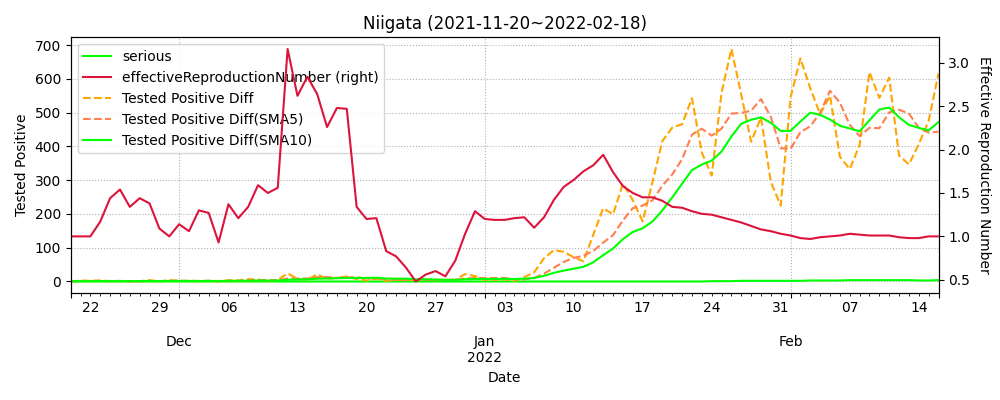 Niigata (2021-11-20~2022-02-18)
serious
effectiveReproductionNumber (right)
Tested Positive Diff
Tested Positive Diff(SMA5)
Tested Positive Diff(SMA10)
700
600
500
400
300
200
100
0
Tested Positive
3.0
2.5
2.0
1.5
1.0
0.5
Effective Reproduction Number
22 29 06 13 20 27 03 10 17 24 31 07 14
Dec Jan Feb
2022
Date